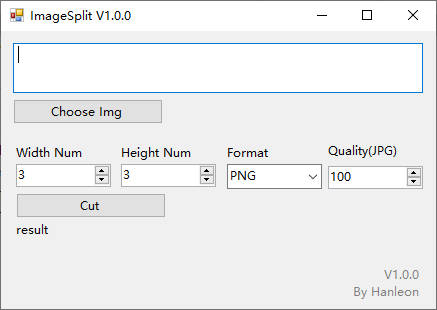 ImageSplit V1.0.0
Choose Img
Width Num Height Num Format Quality(JPG)
3 3 PNG 100
Cut
result
V1.0.0
By Hanleon